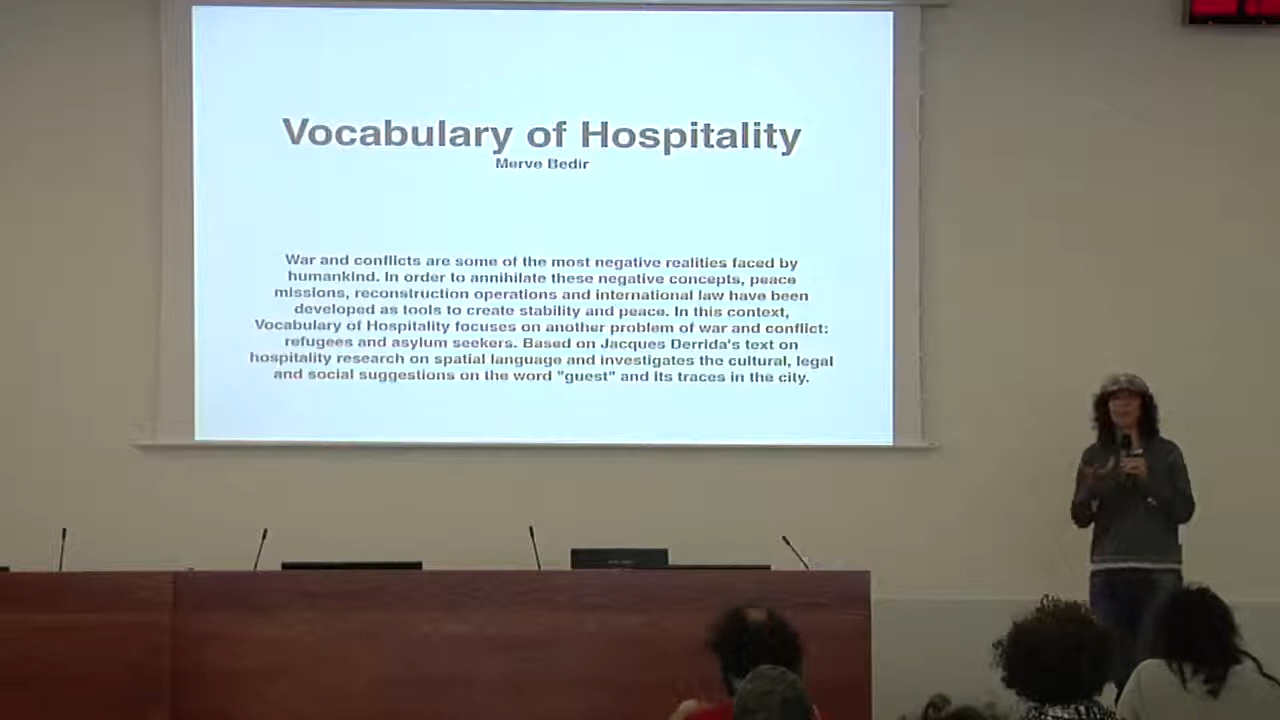 Vocabulary of Hospitality
Merve Bedir
War and conflicts are some of the most negative realities faced by
humankind. In order to annihilate these negative concepts, peace
missions, reconstruction operations and international law have been
developed as tools to create stability and peace. In this context,
Vocabulary of Hospitality focuses on another problem of war and conflict:
refugees and asylum seekers. Based on Jacques Derrida's text on
hospitality research on spatial language and investigates the cultural, legal
and social suggestions on the word "guest" and its traces in the city.